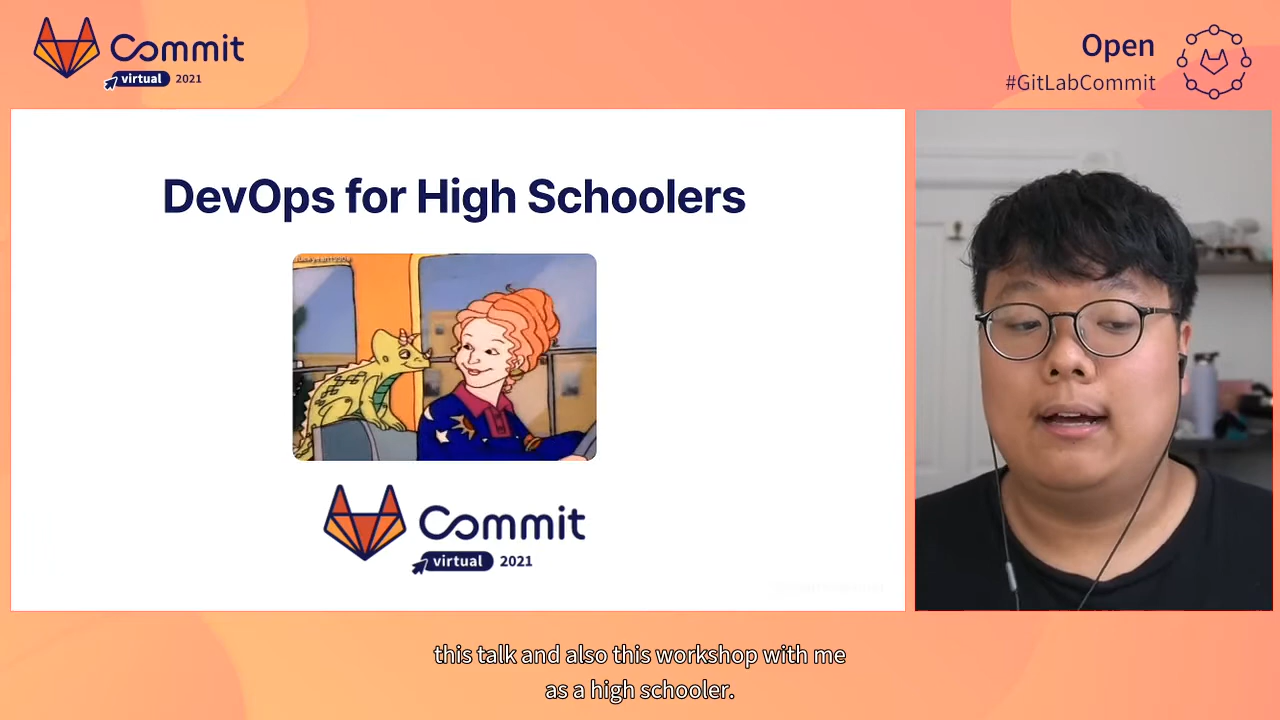 Commit
virtual 2021
Open
#GitLabCommit
DevOps for High Schoolers
Commit
virtual 2021
this talk and also this workshop with me
as a high schooler.